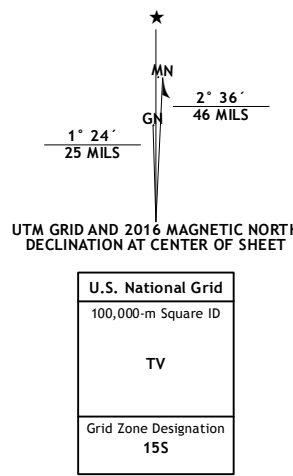 ★
MN
GN
2° 36´
46 MILS
1° 24´
25 MILS
UTM GRID AND 2016 MAGNETIC NORTH
DECLINATION AT CENTER OF SHEET
U.S. National Grid
100,000-m Square ID
TV
Grid Zone Designation
15S